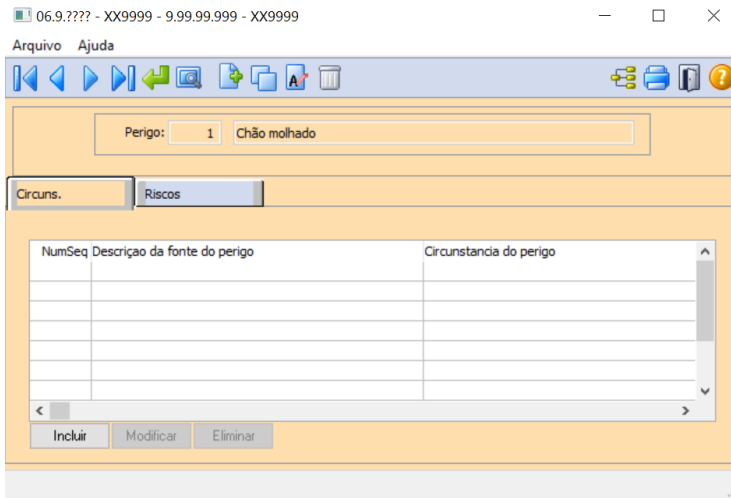 06.9.???? - XX9999 - 9.99.99.999 - XX9999
Arquivo Ajuda
Perigo: 1 Chão molhado
Circuns. Riscos
NumSeq Descriçao da fonte do perigo Circunstancia do perigo
Incluir Modificar Eliminar